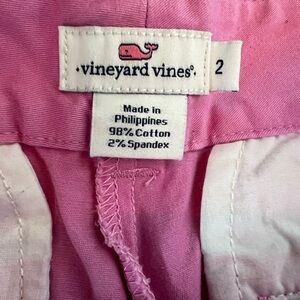 ·vineyard vines®·
2
Made in
Philippines
98% Cotton
2% Spandex